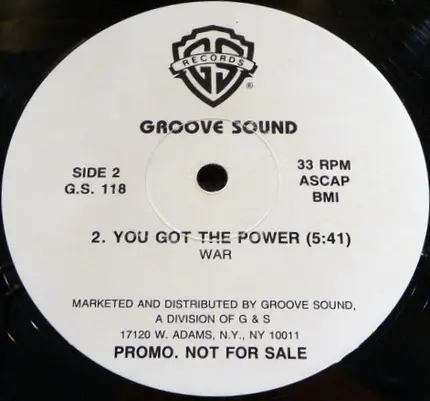 GS
RECORDS
®
GROOVE SOUND
SIDE 2
G.S. 118
33 RPM
ASCAP
BMI
2. YOU GOT THE POWER (5:41)
WAR
MARKETED AND DISTRIBUTED BY GROOVE SOUND,
A DIVISION OF G & S
17120 W. ADAMS, N.Y., NY 10011
PROMO. NOT FOR SALE